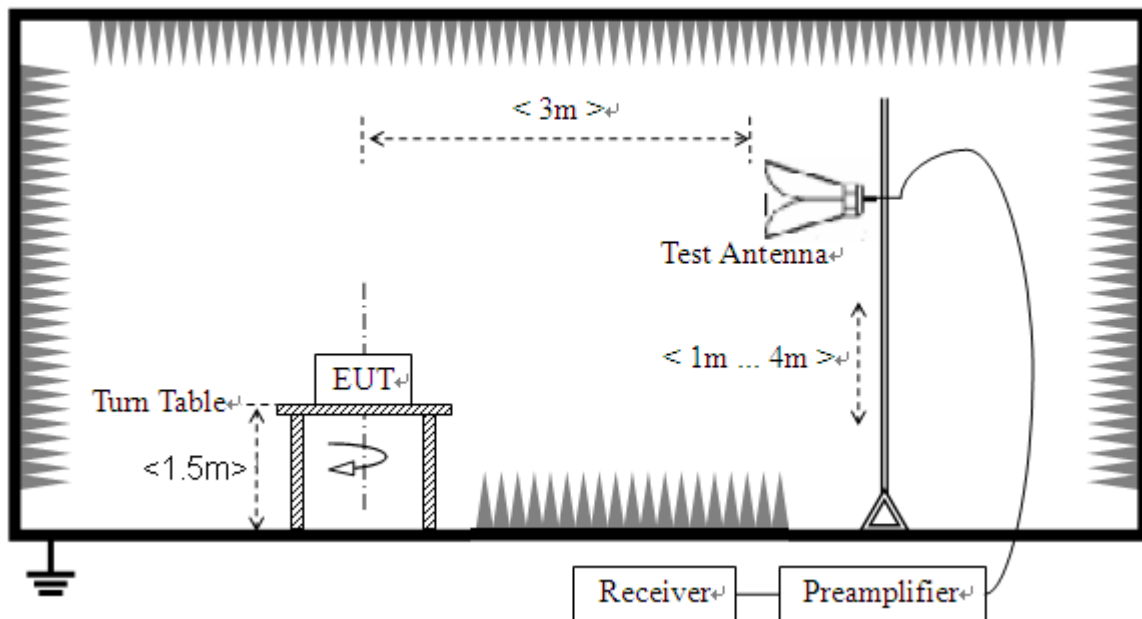 < 3m >↵
Test Antenna↵
< 1m ... 4m >↵
EUT↵
Turn Table↵
<1.5m>
Receiver↵
Preamplifier↵